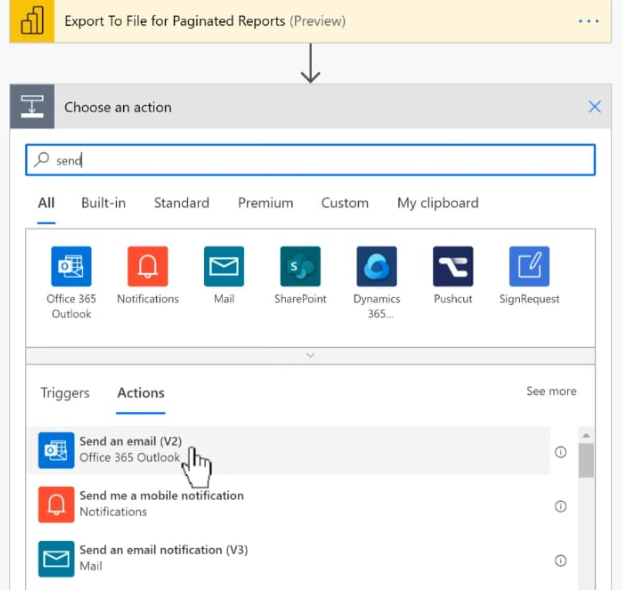 Export To File for Paginated Reports (Preview)
Choose an action
send
All Built-in Standard Premium Custom My clipboard
Office 365 Outlook
Notifications
Mail
SharePoint
Dynamics 365...
Pushcut
SignRequest
Triggers Actions See more
Send an email (V2)
Office 365 Outlook
Send me a mobile notification
Notifications
Send an email notification (V3)
Mail